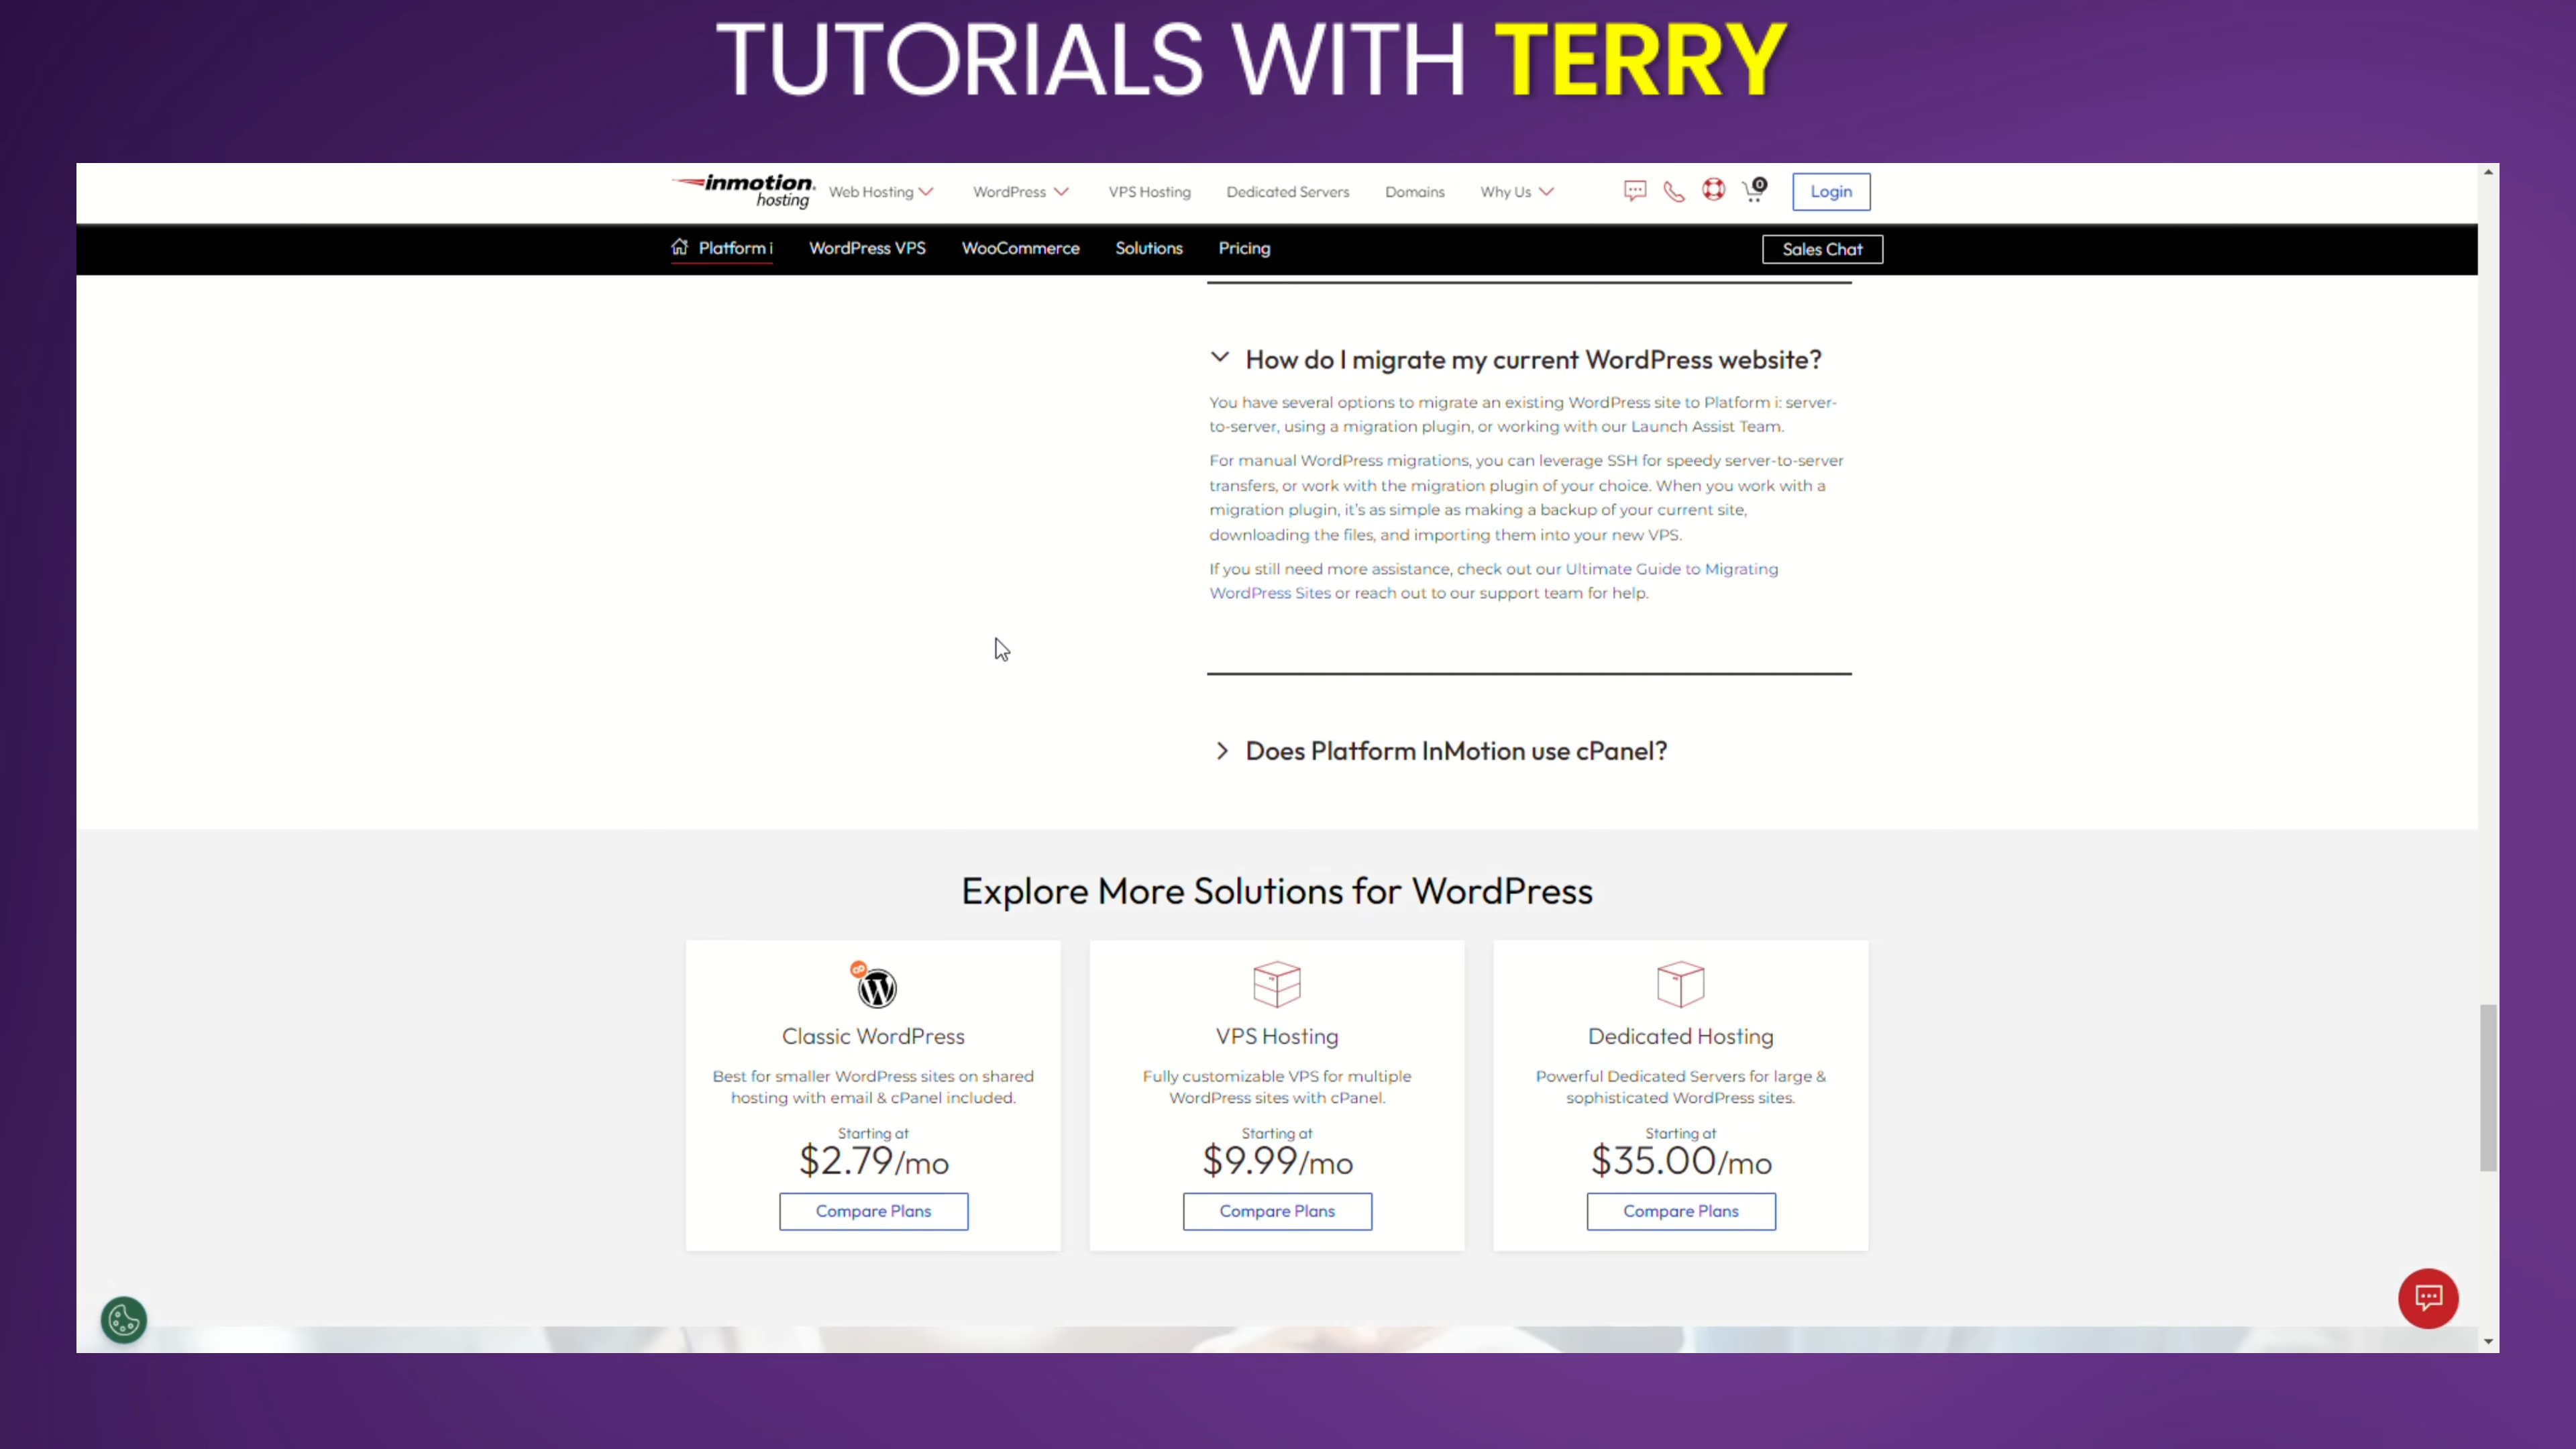 TUTORIALS WITH TERRY
inmotion hosting
Web Hosting
WordPress
VPS Hosting
Dedicated Servers
Domains
Why Us
0
Login
Platform i
WordPress VPS
WooCommerce
Solutions
Pricing
Sales Chat
How do I migrate my current WordPress website?
You have several options to migrate an existing WordPress site to Platform i: server-
to-server, using a migration plugin, or working with our Launch Assist Team.
For manual WordPress migrations, you can leverage SSH for speedy server-to-server
transfers, or work with the migration plugin of your choice. When you work with a
migration plugin, it's as simple as making a backup of your current site,
downloading the files, and importing them into your new VPS.
If you still need more assistance, check out our Ultimate Guide to Migrating
WordPress Sites or reach out to our support team for help.
Does Platform InMotion use cPanel?
Explore More Solutions for WordPress
Classic WordPress
Best for smaller WordPress sites on shared
hosting with email & cPanel included.
Starting at
$2.79/mo
Compare Plans
VPS Hosting
Fully customizable VPS for multiple
WordPress sites with cPanel.
Starting at
$9.99/mo
Compare Plans
Dedicated Hosting
Powerful Dedicated Servers for large &
sophisticated WordPress sites.
Starting at
$35.00/mo
Compare Plans